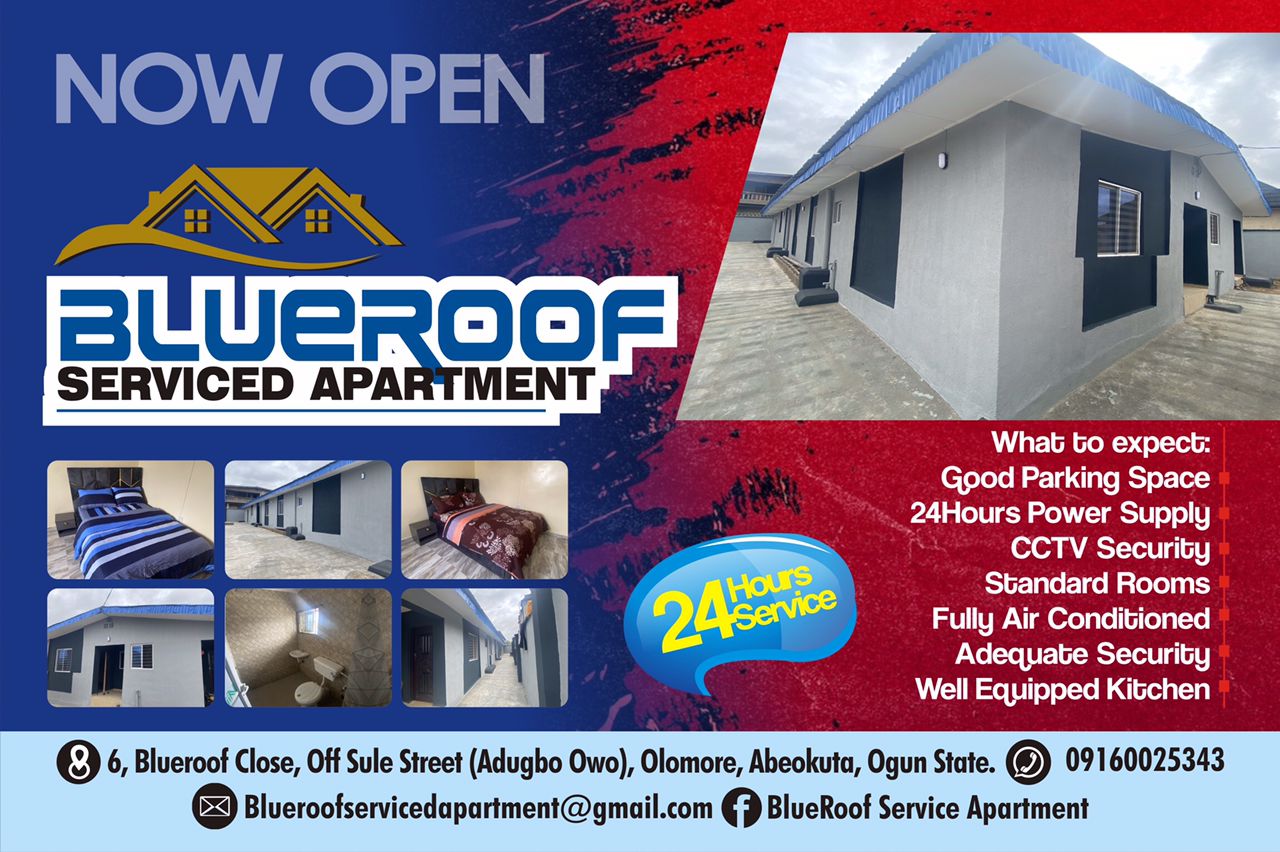 NOW OPEN
BLUEROOF
SERVICED APARTMENT
What to expect:
Good Parking Space
24Hours Power Supply
CCTV Security
Standard Rooms
Fully Air Conditioned
Adequate Security
Well Equipped Kitchen
24 Hours
Service
6, Blueroof Close, Off Sule Street (Adugbo Owo), Olomore, Abeokuta, Ogun State. 09160025343
Blueroofservicedapartment@gmail.com BlueRoof Service Apartment